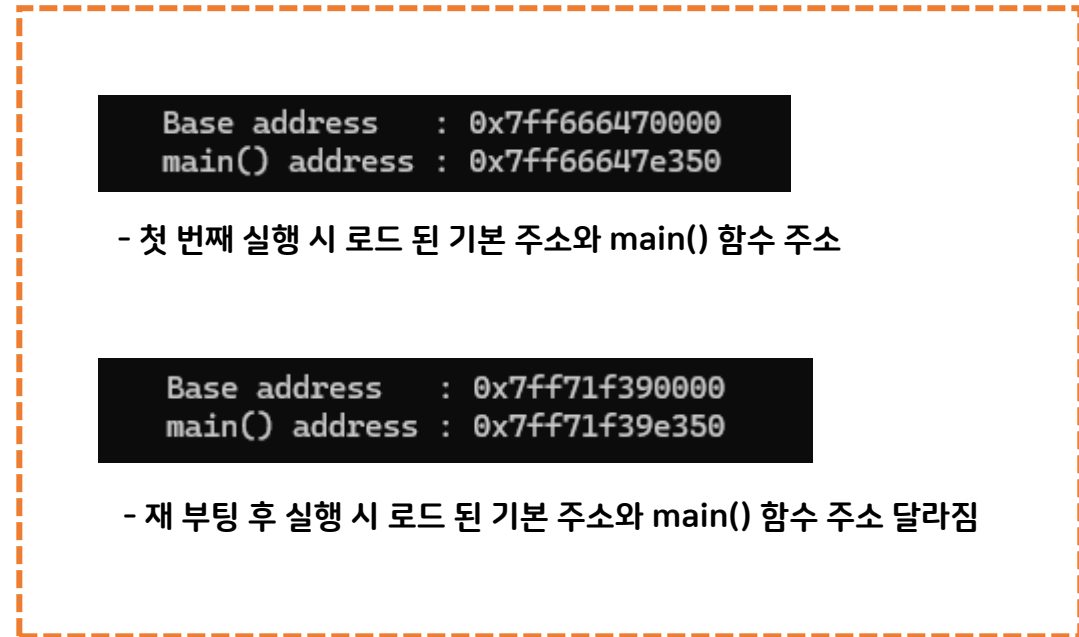 Base address   : 0x7ff666470000
main() address : 0x7ff66647e350
- 첫 번째 실행 시 로드 된 기본 주소와 main() 함수 주소
Base address   : 0x7ff71f390000
main() address : 0x7ff71f39e350
- 재 부팅 후 실행 시 로드 된 기본 주소와 main() 함수 주소 달라짐